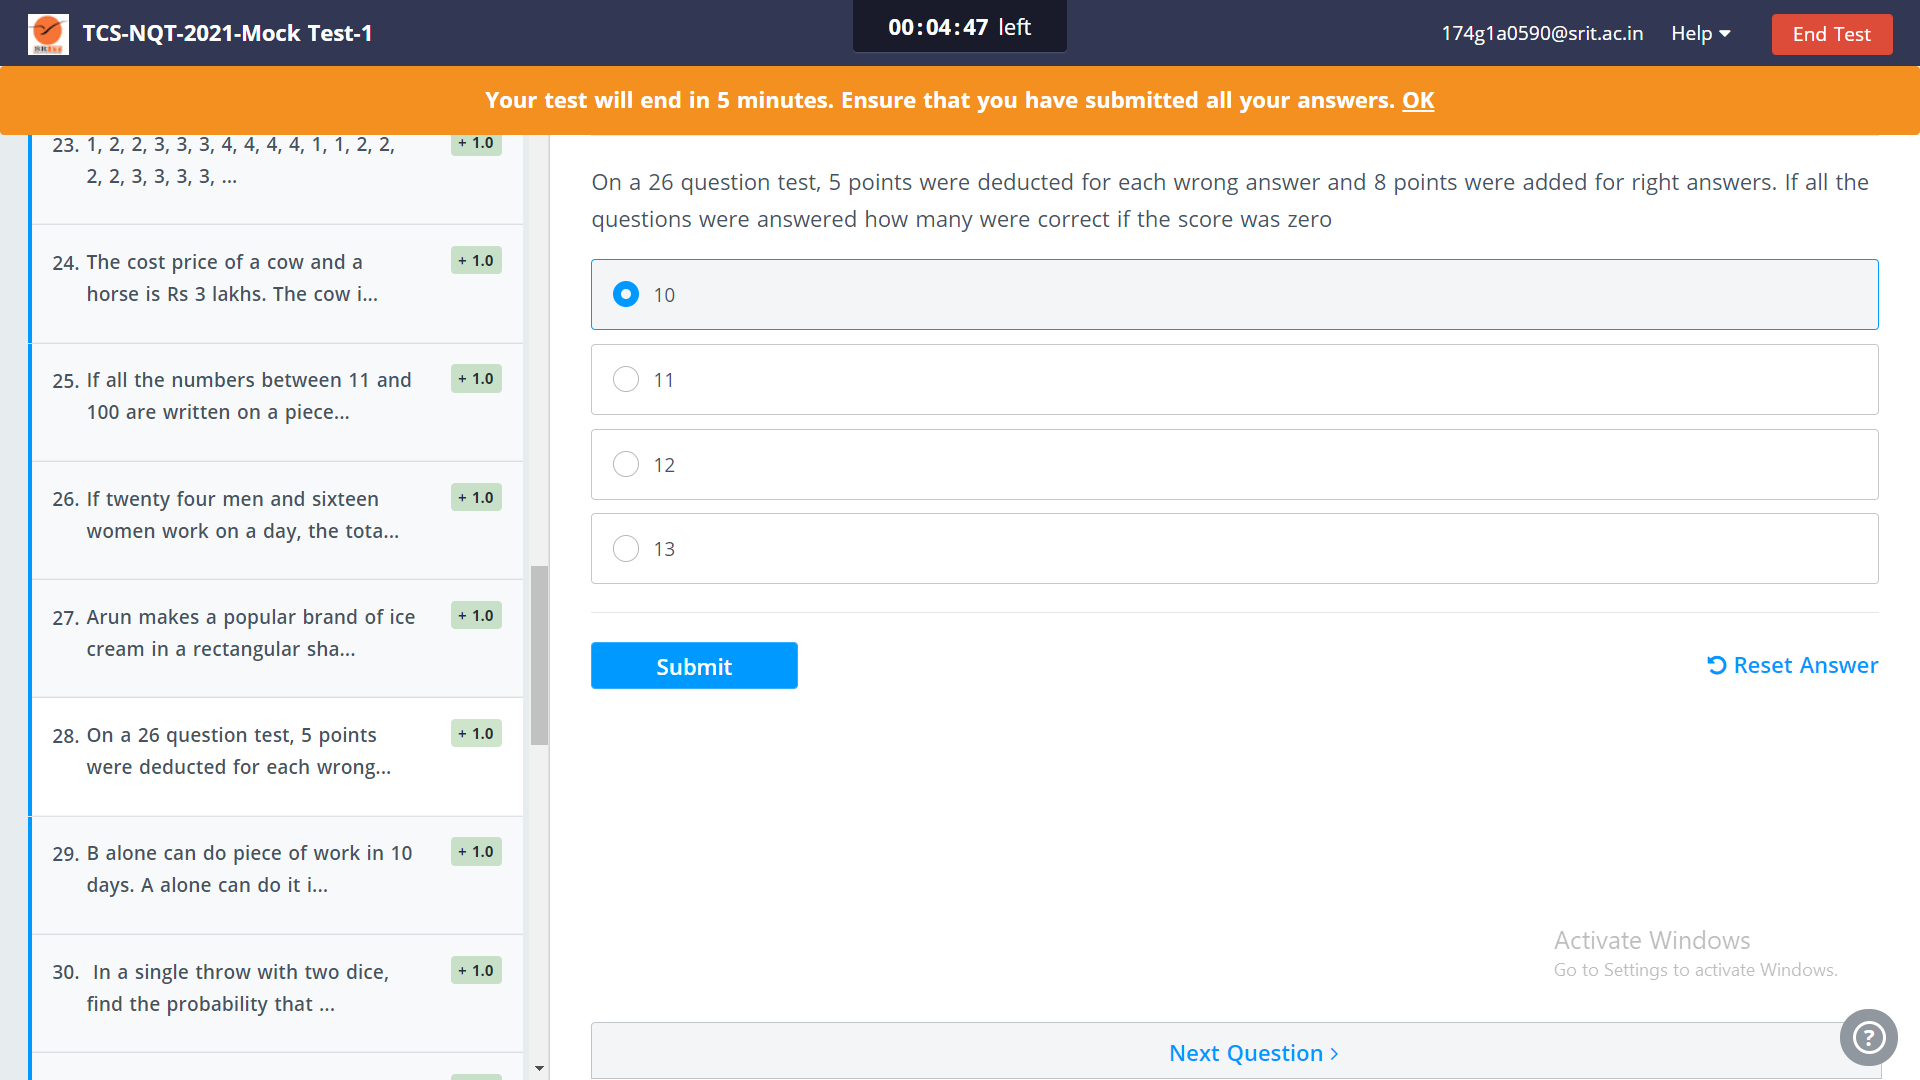 TCS-NQT-2021-Mock Test-1
00:04:47 left
174g1a0590@srit.ac.in
Help
End Test
Your test will end in 5 minutes. Ensure that you have submitted all your answers. OK
23. 1, 2, 2, 3, 3, 3, 4, 4, 4, 4, 1, 1, 2, 2,
2, 2, 3, 3, 3, 3, ...
+ 1.0
24. The cost price of a cow and a
horse is Rs 3 lakhs. The cow i...
+ 1.0
25. If all the numbers between 11 and
100 are written on a piece...
+ 1.0
26. If twenty four men and sixteen
women work on a day, the tota...
+ 1.0
27. Arun makes a popular brand of ice
cream in a rectangular sha...
+ 1.0
28. On a 26 question test, 5 points
were deducted for each wrong...
+ 1.0
29. B alone can do piece of work in 10
days. A alone can do it i...
+ 1.0
30. In a single throw with two dice,
find the probability that ...
+ 1.0
On a 26 question test, 5 points were deducted for each wrong answer and 8 points were added for right answers. If all the
questions were answered how many were correct if the score was zero
10
11
12
13
Submit
Reset Answer
Activate Windows
Go to Settings to activate Windows.
Next Question >
?